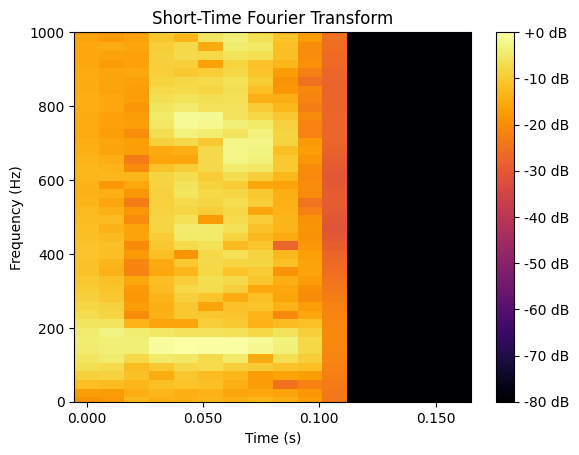 Short-Time Fourier Transform
Frequency (Hz)
1000
800
600
400
200
0
0.000
0.050
0.100
0.150
Time (s)
+0 dB
-10 dB
-20 dB
-30 dB
-40 dB
-50 dB
-60 dB
-70 dB
-80 dB